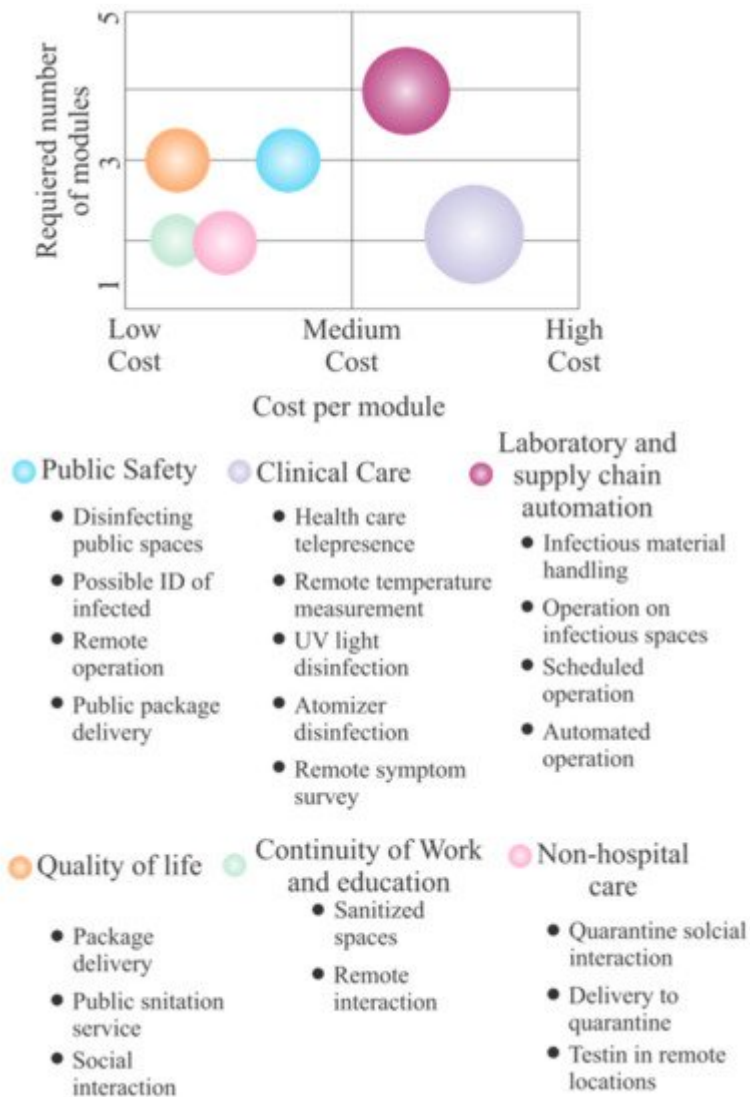 5
3
1
Requiered number
of modules
Low
Cost
Medium
Cost
High
Cost
Cost per module
Public Safety
Disinfecting
public spaces
Possible ID of
infected
Remote
operation
Public package
delivery
Clinical Care
Health care
telepresence
Remote temperature
measurement
UV light
disinfection
Atomizer
disinfection
Remote symptom
survey
Laboratory and
supply chain
automation
Infectious material
handling
Operation on
infectious spaces
Scheduled
operation
Automated
operation
Quality of life
Package
delivery
Public snitation
service
Social
interaction
Continuity of Work
and education
Sanitized
spaces
Remote
interaction
Non-hospital
care
Quarantine solcial
interaction
Delivery to
quarantine
Testin in remote
locations